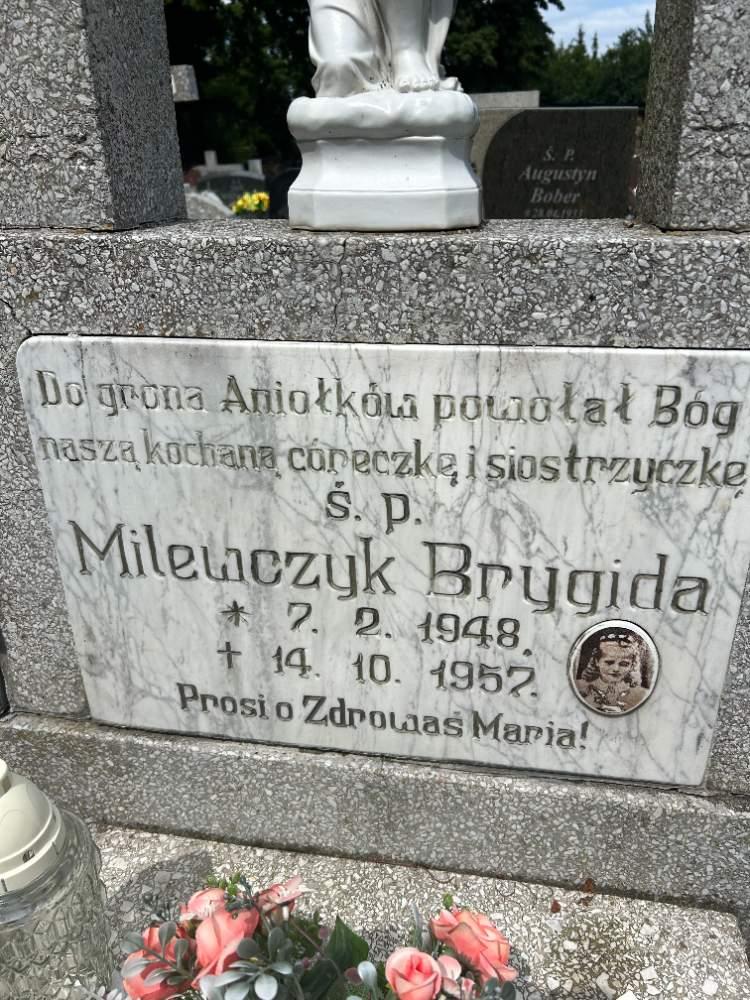 Ś. P.
Augustyn
Bober
Do grona Aniołków powołał Bóg
naszą kochaną córeczkę i siostrzyczkę
ś. p.
Milewczyk Brygida
* 7. 2. 1948.
† 14. 10. 1957.
Prosi o Zdrowaś Maria!